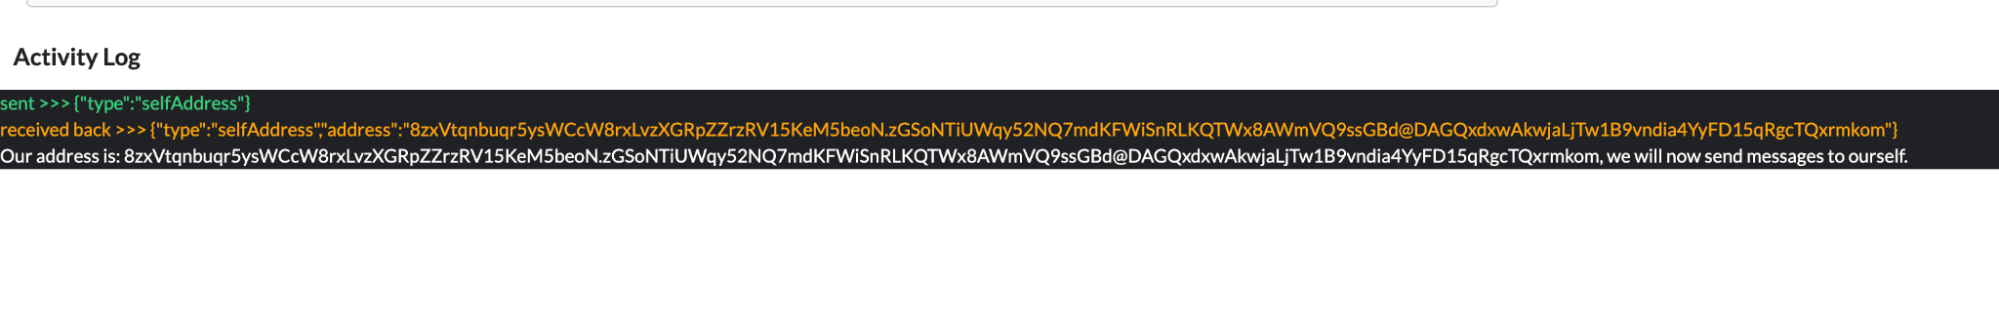 Activity Log
sent >>> {"type":"selfAddress"}
received back >>> {"type":"selfAddress","address":"8zxVtqnbuqr5ysWCcW8rxLvzXGRpZZrzRV15KeM5beoN.zGSoNTiUWqy52NQ7mdKFWiSnRLKQTWx8AWmVQ9ssGBd@DAGQxdxwAkwjaLjTw1B9vndia4YyFD15qRgcTQxrmkom"}
Our address is: 8zxVtqnbuqr5ysWCcW8rxLvzXGRpZZrzRV15KeM5beoN.zGSoNTiUWqy52NQ7mdKFWiSnRLKQTWx8AWmVQ9ssGBd@DAGQxdxwAkwjaLjTw1B9vndia4YyFD15qRgcTQxrmkom, we will now send messages to ourself.